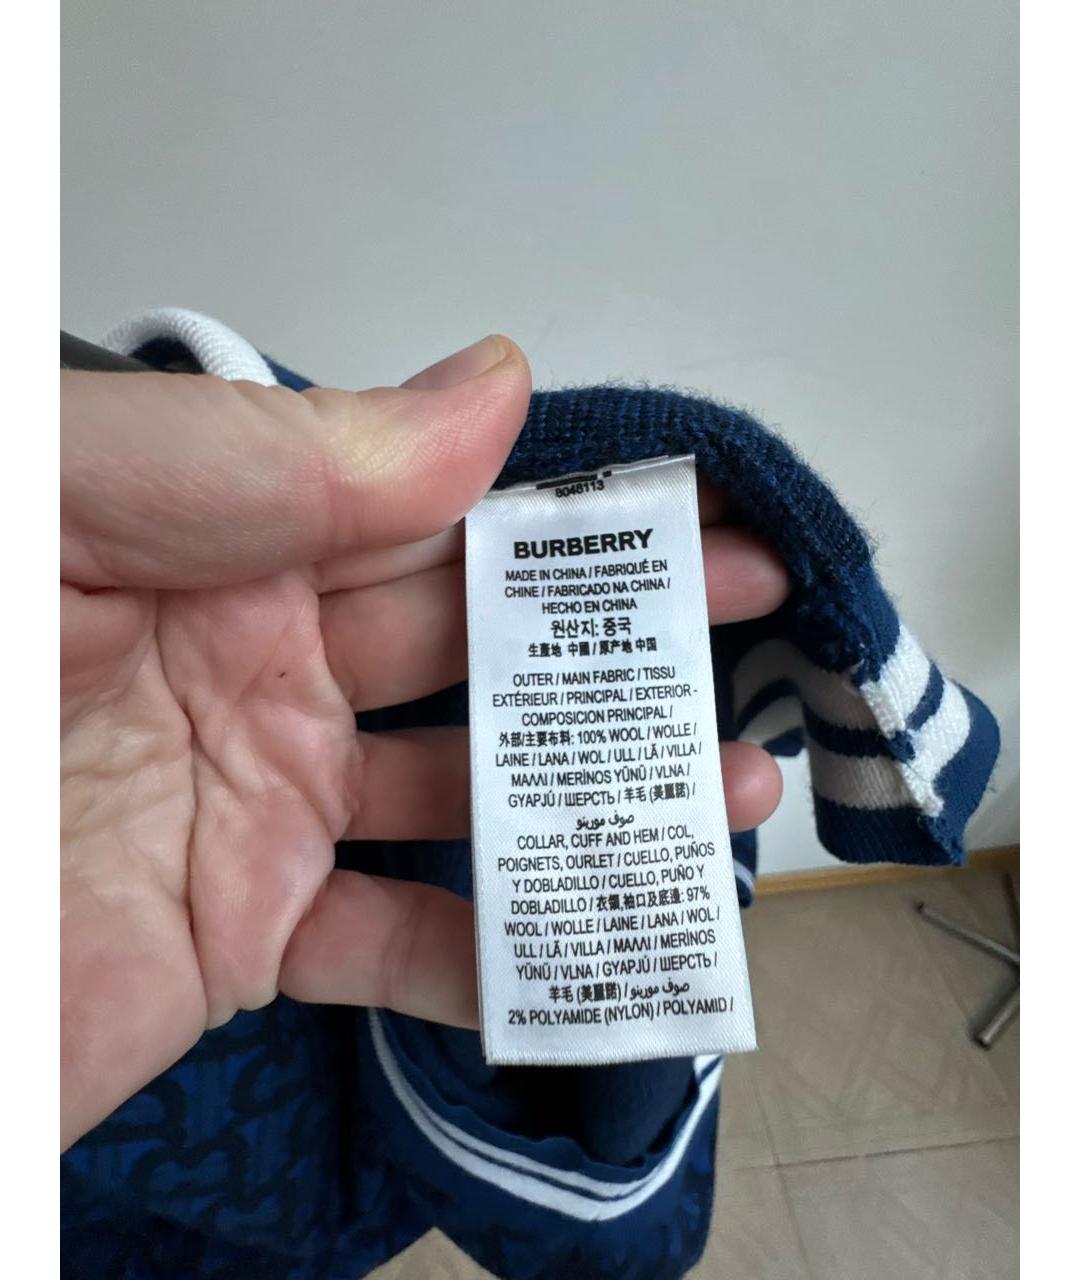 8048113
BURBERRY
MADE IN CHINA / FABRIQUÉ EN
CHINE / FABRICADO NA CHINA /
HECHO EN CHINA
원산지: 중국
生產地 中國 / 原产地 中国
OUTER / MAIN FABRIC / TISSU
EXTÉRIEUR / PRINCIPAL / EXTERIOR -
COMPOSICION PRINCIPAL /
外部/主要布料: 100% WOOL / WOLLE /
LAINE / LANA / WOL / ULL / LÃ / VILLA /
ΜΑΛΛΙ / MERİNOS YÜNÜ / VLNA /
GYAPJÚ / ШЕРСТЬ / 羊毛 (美麗諾) /
صوف مورينو
COLLAR, CUFF AND HEM / COL,
POIGNETS, OURLET / CUELLO, PUÑOS
Y DOBLADILLO / CUELLO, PUÑO Y
DOBLADILLO / 衣領,袖口及底邊: 97%
WOOL / WOLLE / LAINE / LANA / WOL /
ULL / LÃ / VILLA / ΜΑΛΛΙ / MERİNOS
YÜNÜ / VLNA / GYAPJÚ / ШЕРСТЬ /
羊毛 (美麗諾) / صوف مورينو
2% POLYAMIDE (NYLON) / POLYAMID /